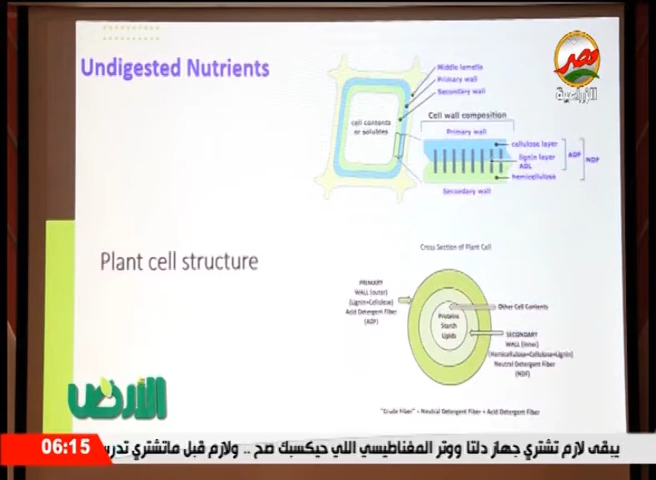 Undigested Nutrients
مصر
الزراعية
Middle lamella
Primary wall
Secondary wall
cell contents
or solubles
Cell wall composition
Primary wall
cellulose layer
lignin layer
ADL
hemicellulose
ADF
NDF
Secondary wall
Plant cell structure
Cross Section of Plant Cell
PRIMARY
WALL (outer)
(Lignin+Cellulose)
Acid Detergent Fiber
(ADF)
Other Cell Contents
Proteins
Starch
Lipids
SECONDARY
WALL (inner)
(Hemicellulose+Cellulose+Lignin)
Neutral Detergent Fiber
(NDF)
"Crude Fiber" = Neutral Detergent Fiber + Acid Detergent Fiber
الأرض
06:15
يبقى لازم تشتري جهاز دلتا ووتر المغناطيسي اللي حيكسبك صح .. ولازم قبل ماتشتري